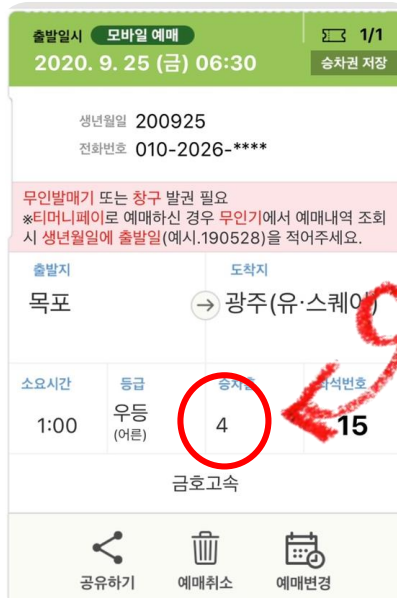 출발일시 모바일 예매 1/1
2020. 9. 25 (금) 06:30 승차권 저장
생년월일 200925
전화번호 010-2026-****
무인발매기 또는 창구 발권 필요
※티머니페이로 예매하신 경우 무인기에서 예매내역 조회
시 생년월일에 출발일(예시.190528)을 적어주세요.
출발지 도착지
목포 → 광주(유·스퀘어)
소요시간 등급 승차홈 좌석번호
1:00 우등 4 15
(어른)
금호고속
공유하기 예매취소 예매변경